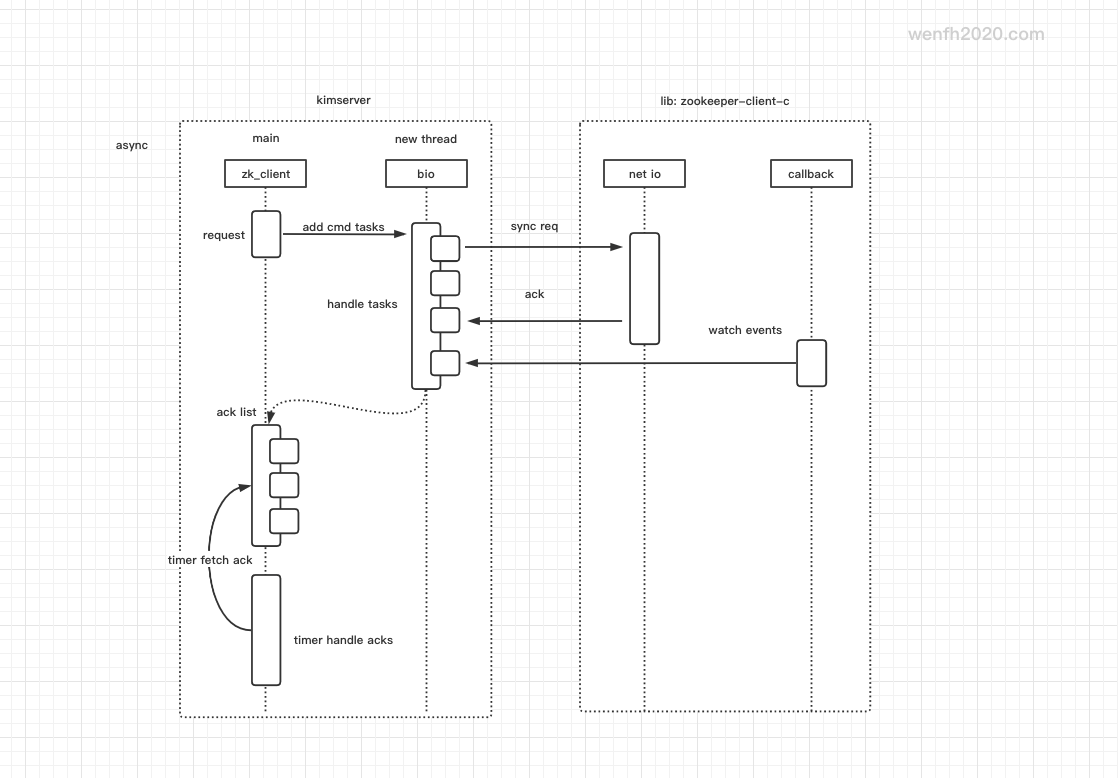 wenfh2020.com
kimserver
lib: zookeeper-client-c
async
main
new thread
zk_client
bio
net io
callback
request
add cmd tasks
sync req
handle tasks
ack
watch events
ack list
timer fetch ack
timer handle acks